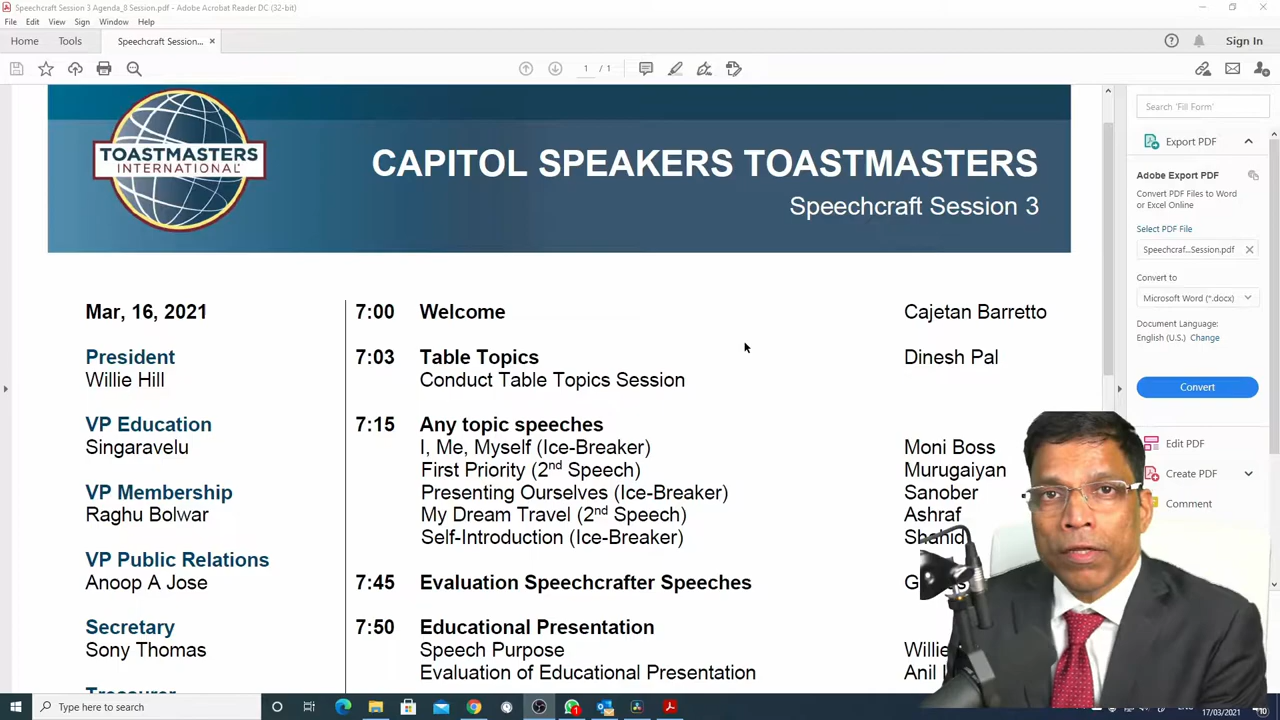 Speechcraft Session 3 Agenda_8 Session.pdf - Adobe Acrobat Reader DC (32-bit)
File Edit View Sign Window Help
Home Tools Speechcraft Session... × Sign In
1 / 1
TOASTMASTERS
INTERNATIONAL
CAPITOL SPEAKERS TOASTMASTERS
Speechcraft Session 3
Mar, 16, 2021 7:00 Welcome Cajetan Barretto
President 7:03 Table Topics Dinesh Pal
Willie Hill Conduct Table Topics Session
VP Education 7:15 Any topic speeches
Singaravelu I, Me, Myself (Ice-Breaker) Moni Boss
First Priority (2nd Speech) Murugaiyan
VP Membership Presenting Ourselves (Ice-Breaker) Sanober
Raghu Bolwar My Dream Travel (2nd Speech) Ashraf
Self-Introduction (Ice-Breaker) Shahid
VP Public Relations
Anoop A Jose 7:45 Evaluation Speechcrafter Speeches
Secretary 7:50 Educational Presentation
Sony Thomas Speech Purpose Willie
Evaluation of Educational Presentation Anil
Treasurer
Search 'Fill Form'
Export PDF
Adobe Export PDF
Convert PDF Files to Word
or Excel Online
Select PDF File
Speechcraf...Session.pdf
Convert to
Microsoft Word (*.docx)
Document Language:
English (U.S.) Change
Convert
Edit PDF
Create PDF
Comment
Type here to search
17/03/2021